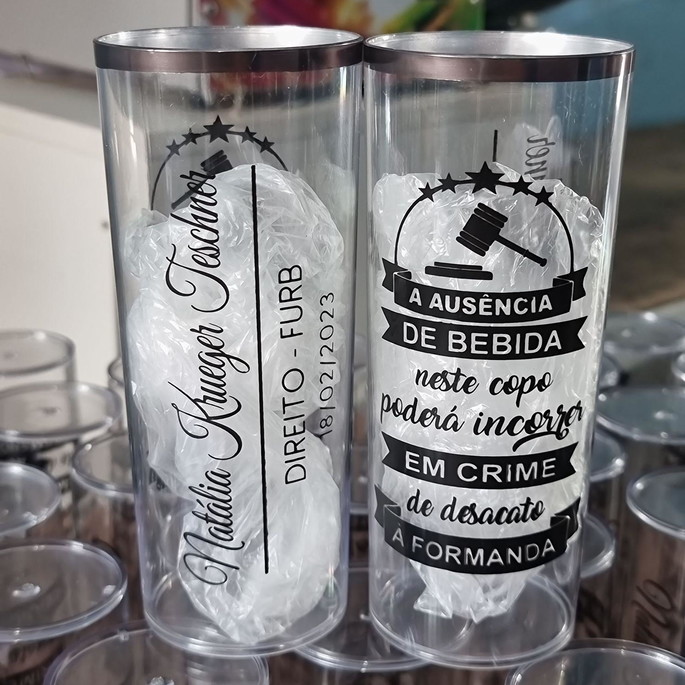 Natália Krueger Teschner
DIREITO - FURB
18/02/2023
A AUSÊNCIA
DE BEBIDA
neste copo
poderá incorrer
EM CRIME
de desacato
À FORMANDA